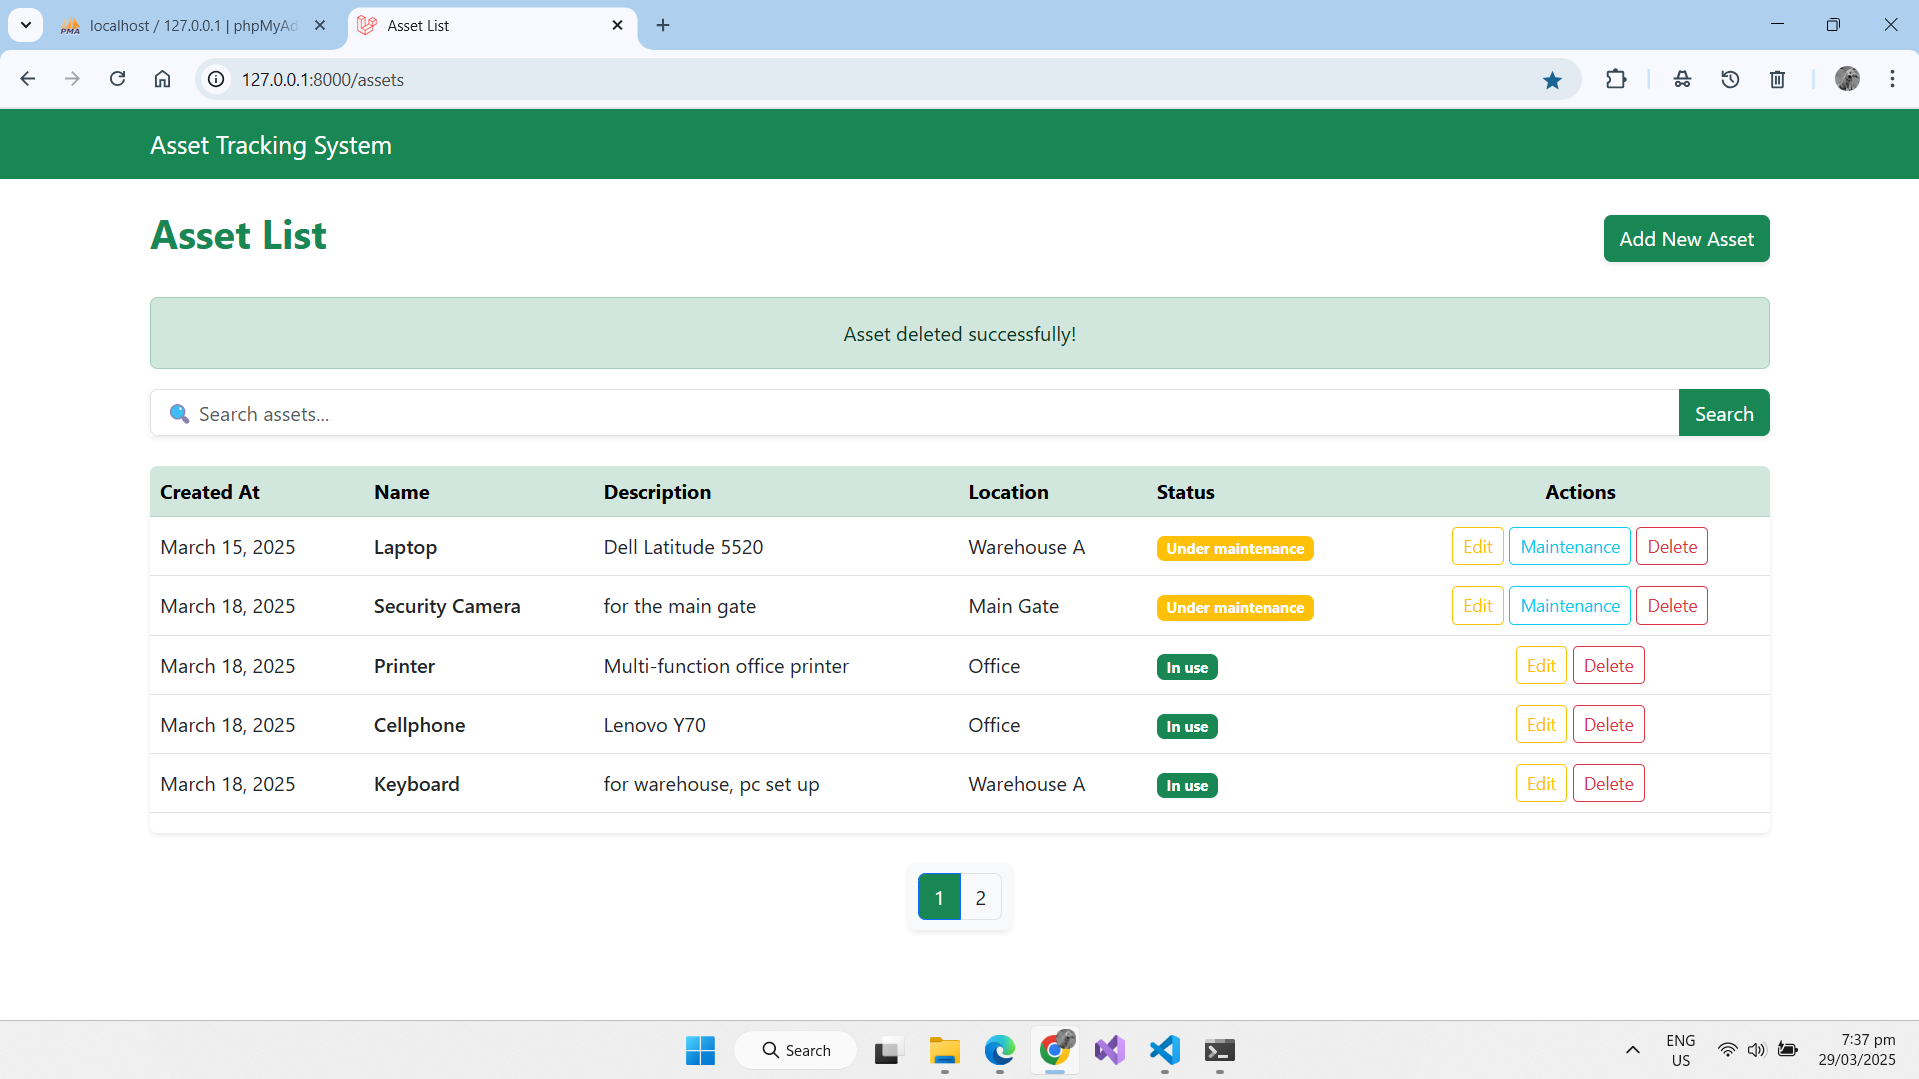 localhost / 127.0.0.1 | phpMyAd
Asset List
127.0.0.1:8000/assets
Asset Tracking System
Asset List
Add New Asset
Asset deleted successfully!
Search assets...
Search
Created At Name Description Location Status Actions
March 15, 2025 Laptop Dell Latitude 5520 Warehouse A Under maintenance Edit Maintenance Delete
March 18, 2025 Security Camera for the main gate Main Gate Under maintenance Edit Maintenance Delete
March 18, 2025 Printer Multi-function office printer Office In use Edit Delete
March 18, 2025 Cellphone Lenovo Y70 Office In use Edit Delete
March 18, 2025 Keyboard for warehouse, pc set up Warehouse A In use Edit Delete
1 2
Search
ENG
US
7:37 pm
29/03/2025